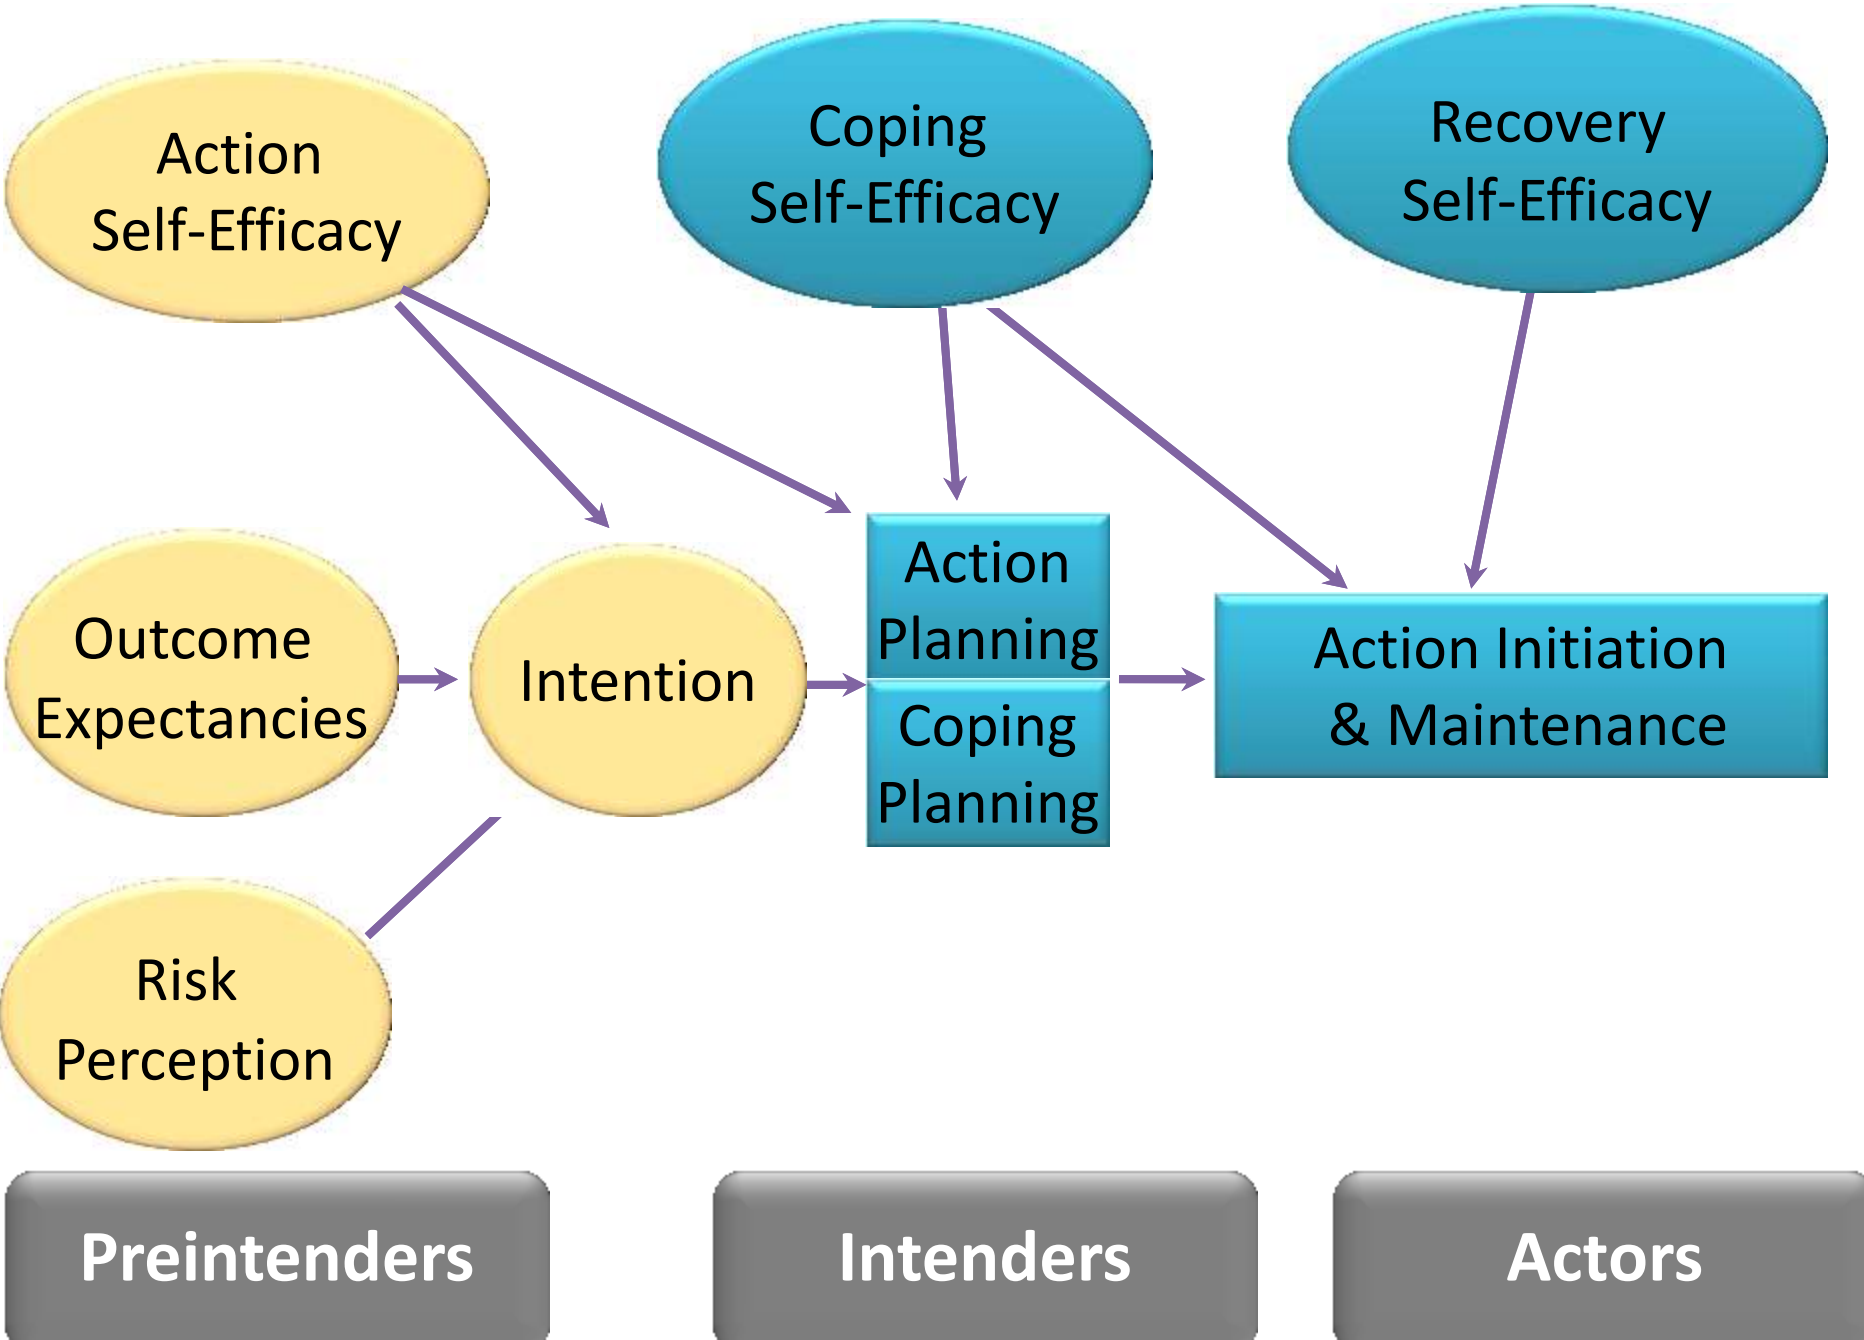 Action
Self-Efficacy
Coping
Self-Efficacy
Recovery
Self-Efficacy
Outcome
Expectancies
Intention
Action
Planning
Coping
Planning
Action Initiation
& Maintenance
Risk
Perception
Preintenders
Intenders
Actors